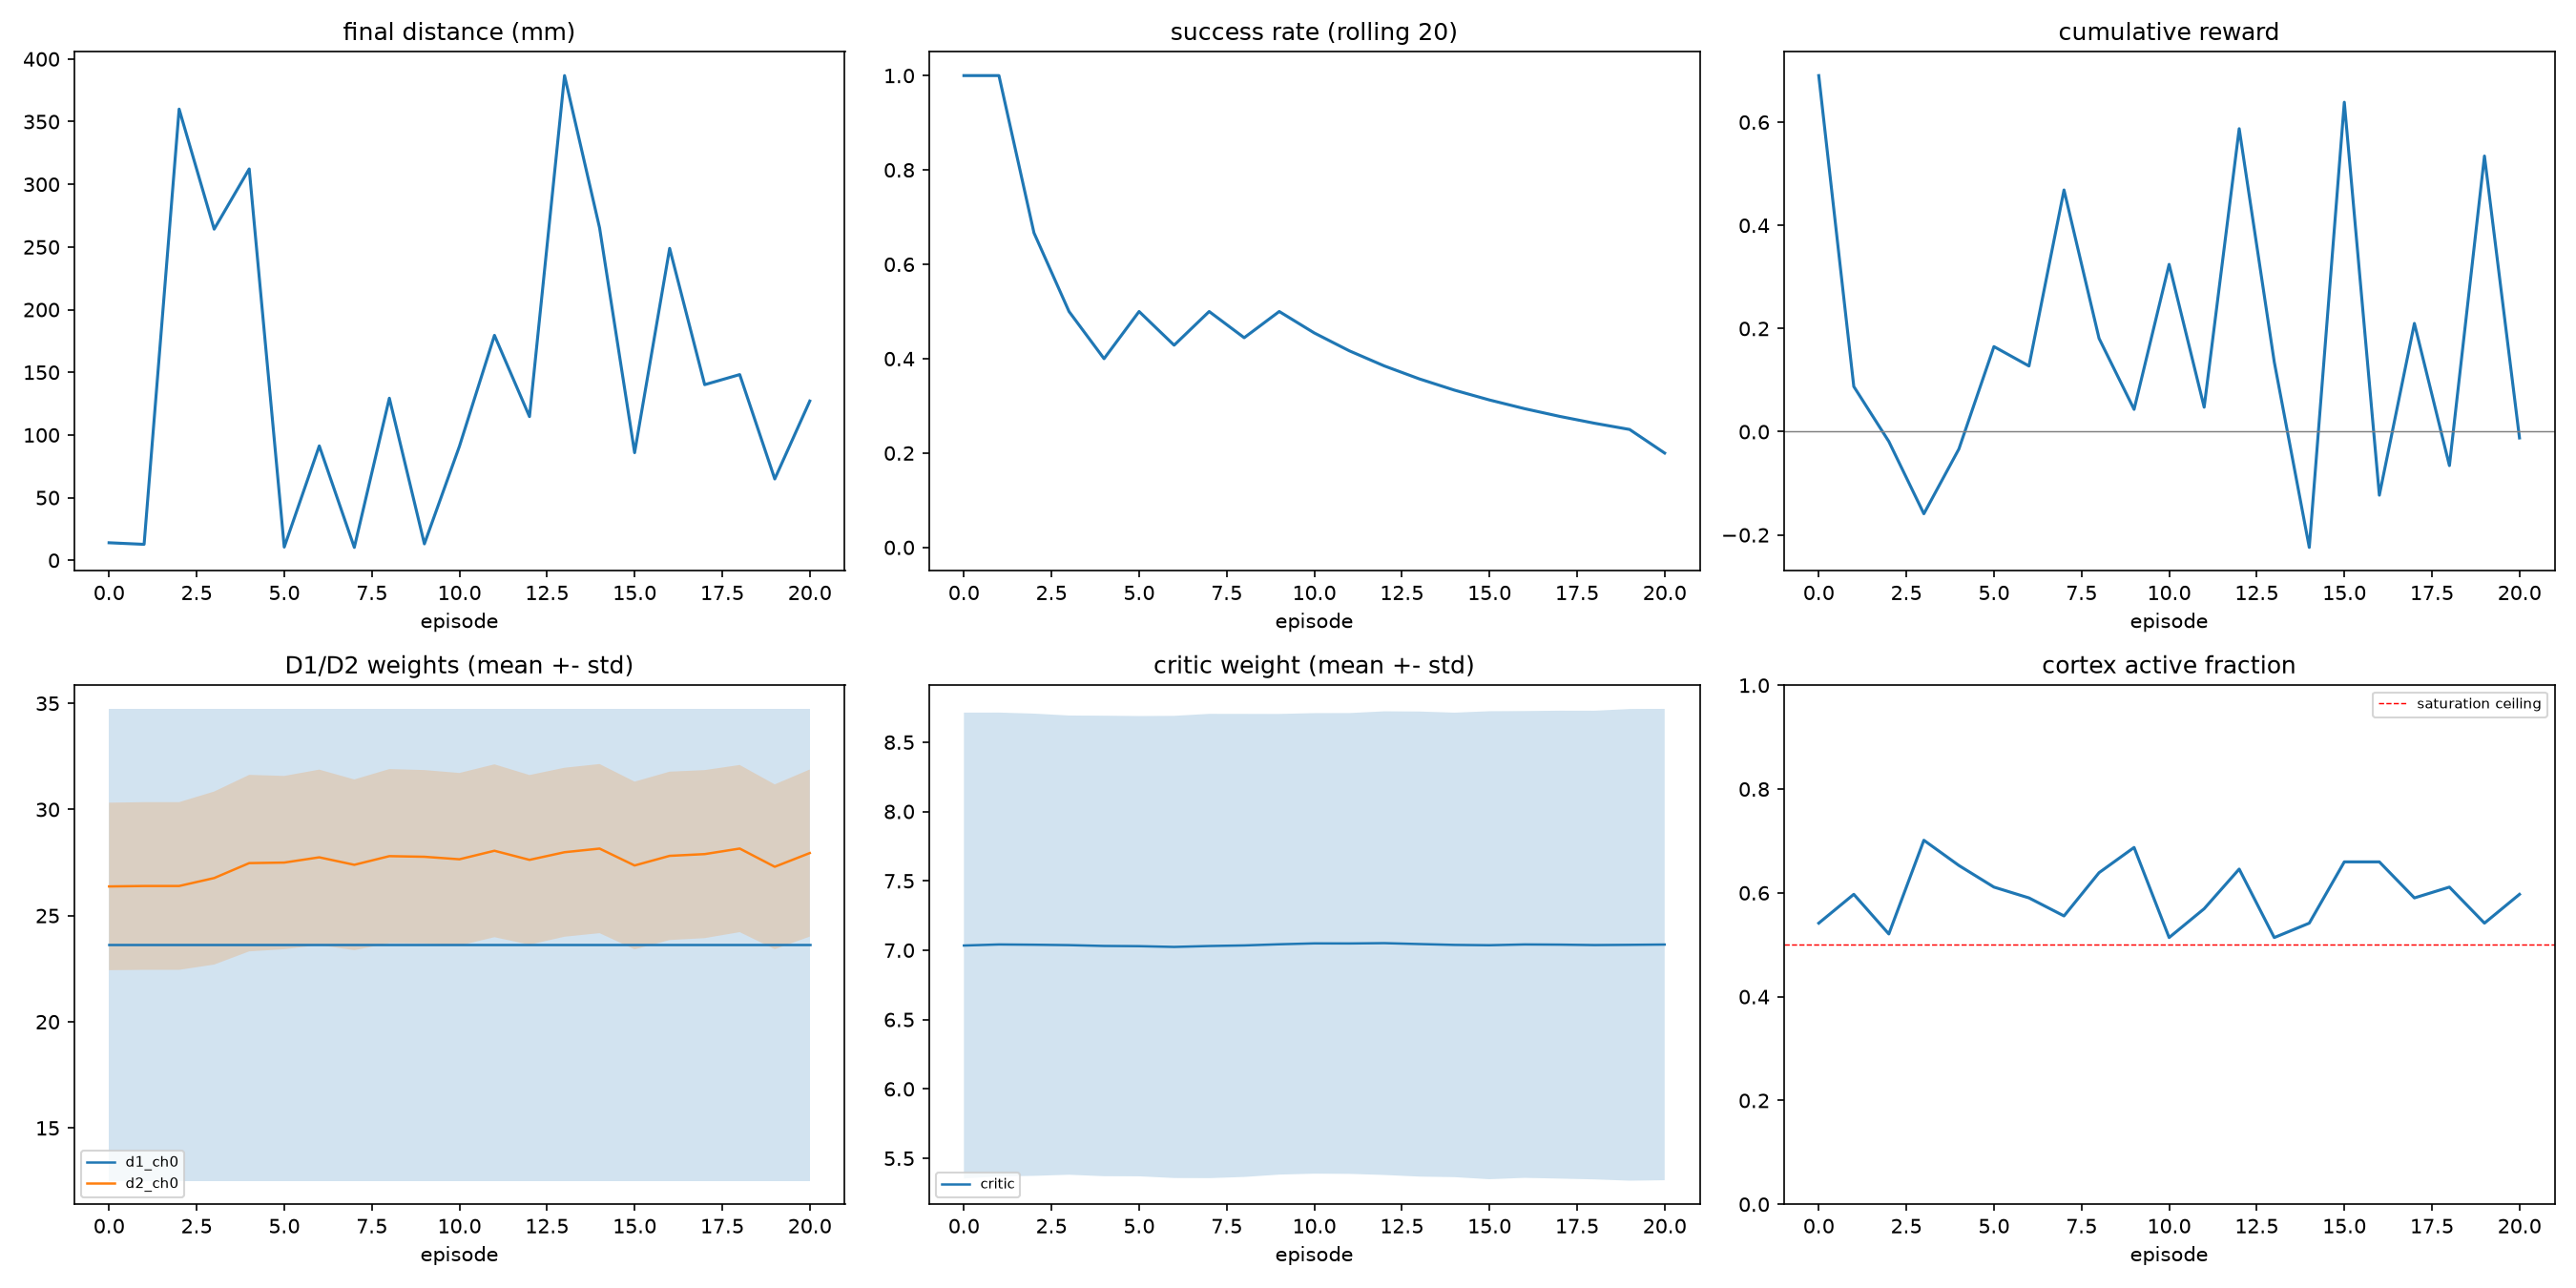 final distance (mm)
400
350
300
250
200
150
100
50
0
0.0 2.5 5.0 7.5 10.0 12.5 15.0 17.5 20.0
episode
success rate (rolling 20)
1.0
0.8
0.6
0.4
0.2
0.0
0.0 2.5 5.0 7.5 10.0 12.5 15.0 17.5 20.0
episode
cumulative reward
0.6
0.4
0.2
0.0
−0.2
0.0 2.5 5.0 7.5 10.0 12.5 15.0 17.5 20.0
episode
D1/D2 weights (mean +- std)
35
30
25
20
15
d1_ch0
d2_ch0
0.0 2.5 5.0 7.5 10.0 12.5 15.0 17.5 20.0
episode
critic weight (mean +- std)
8.5
8.0
7.5
7.0
6.5
6.0
5.5
critic
0.0 2.5 5.0 7.5 10.0 12.5 15.0 17.5 20.0
episode
cortex active fraction
1.0
saturation ceiling
0.8
0.6
0.4
0.2
0.0
0.0 2.5 5.0 7.5 10.0 12.5 15.0 17.5 20.0
episode